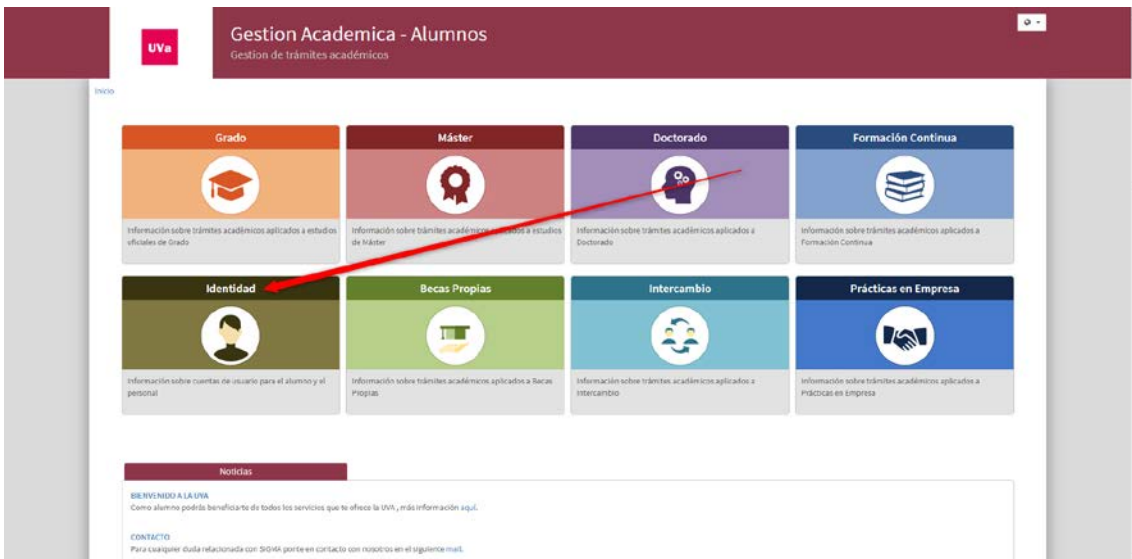 UVa
Gestion Academica - Alumnos
Gestion de trámites académicos
Inicio
Grado
Información sobre trámites académicos aplicados a estudios
oficiales de Grado
Máster
Información sobre trámites académicos aplicados a estudios
de Máster
Doctorado
Información sobre trámites académicos aplicados a
Doctorado
Formación Continua
Información sobre trámites académicos aplicados a
Formación Continua
Identidad
Información sobre cuentas de usuario para el alumno y el
personal
Becas Propias
Información sobre trámites académicos aplicados a Becas
Propias
Intercambio
Información sobre trámites académicos aplicados a
Intercambio
Prácticas en Empresa
Información sobre trámites académicos aplicados a
Prácticas en Empresa
Noticias
BIENVENIDO A LA UVA
Como alumno podrás beneficiarte de todos los servicios que te ofrece la UVA , más información aquí.
CONTACTO
Para cualquier duda relacionada con SIGMA ponte en contacto con nosotros en el siguiente mail.